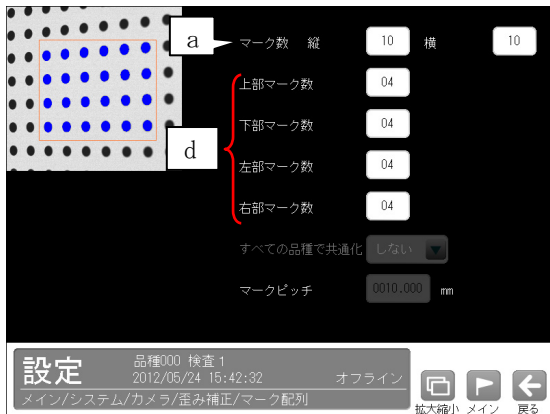 a
マーク数 縦 10 横 10
上部マーク数 04
d
下部マーク数 04
左部マーク数 04
右部マーク数 04
すべての品種で共通化 しない
マークピッチ 0010.000 mm
設定
品種000 検査1
2012/05/24 15:42:32 オフライン
メイン/システム/カメラ/歪み補正/マーク配列
拡大縮小 メイン 戻る